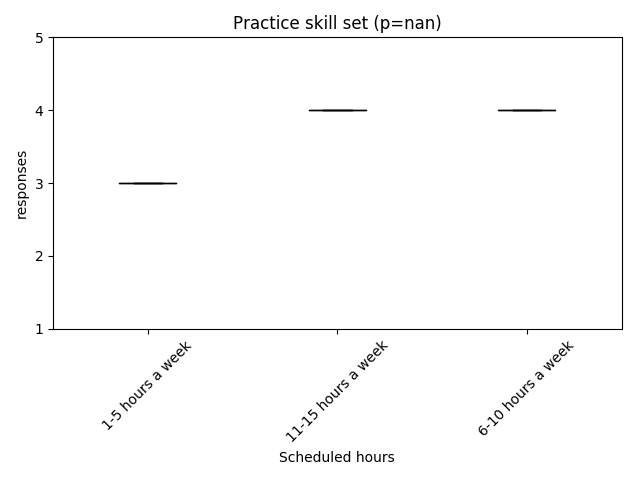 Practice skill set (p=nan)
5
4
3
2
1
responses
1-5 hours a week
11-15 hours a week
6-10 hours a week
Scheduled hours